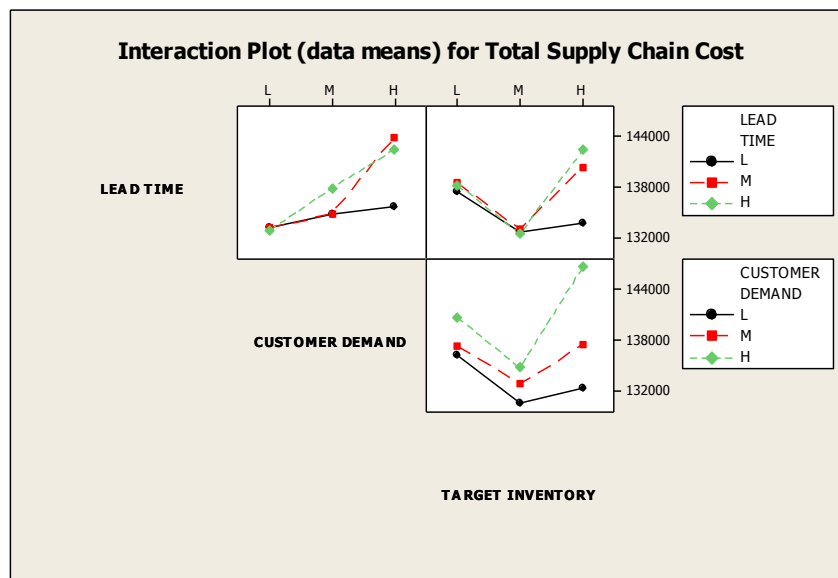 Interaction Plot (data means) for Total Supply Chain Cost
L M H L M H
LEAD TIME
144000
138000
132000
LEAD
TIME
L
M
H
CUSTOMER DEMAND
144000
138000
132000
CUSTOMER
DEMAND
L
M
H
TARGET INVENTORY